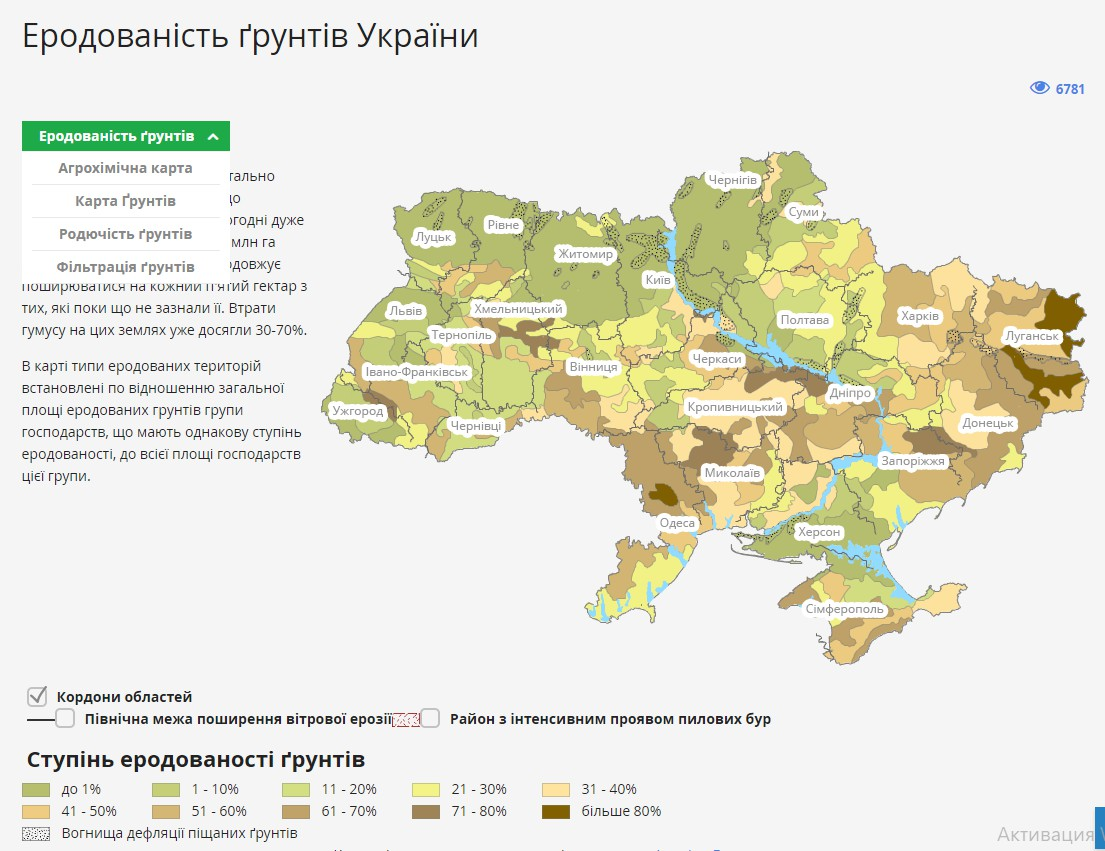 Еродованість ґрунтів України
6781
Еродованість ґрунтів
Агрохімічна карта
Карта Ґрунтів
Родючість ґрунтів
Фільтрація ґрунтів
млн га
поширюватися на кожний п'ятий гектар з
тих, які поки що не зазнали її. Втрати
гумусу на цих землях уже досягли 30-70%.
В карті типи еродованих територій
встановлені по відношенню загальної
площі еродованих ґрунтів групи
господарств, що мають однакову ступінь
еродованості, до всієї площі господарств
цієї групи.
Чернігів
Суми
Луцьк
Рівне
Житомир
Київ
Львів
Хмельницький
Тернопіль
Полтава
Харків
Луганськ
Черкаси
Вінниця
Івано-Франківськ
Дніпро
Ужгород
Кропивницький
Чернівці
Донецьк
Запоріжжя
Миколаїв
Одеса
Херсон
Сімферополь
Кордони областей
Північна межа поширення вітрової ерозії
Район з інтенсивним проявом пилових бур
Ступінь еродованості ґрунтів
до 1% 1 - 10% 11 - 20% 21 - 30% 31 - 40%
41 - 50% 51 - 60% 61 - 70% 71 - 80% більше 80%
Вогнища дефляції піщаних ґрунтів
Активация